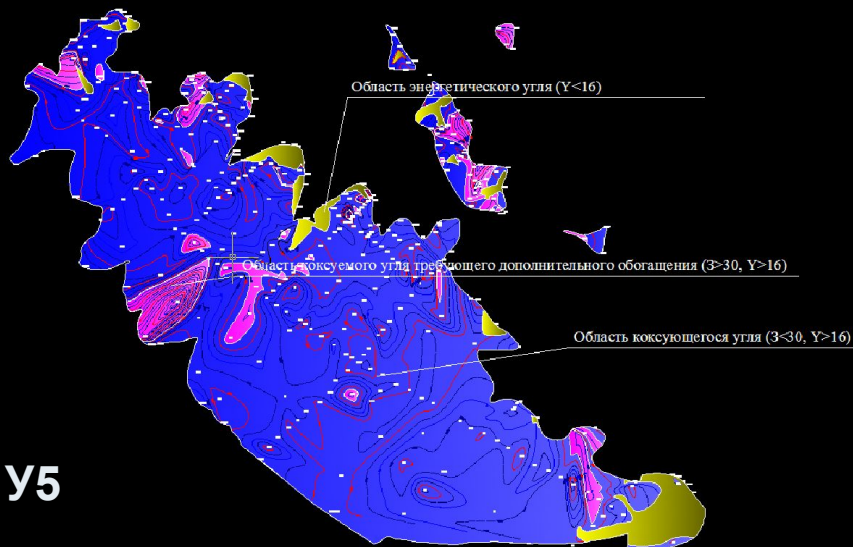 Область энергетического угля (Y<16)
Область коксуемого угля требующего дополнительного обогащения (З>30, Y>16)
Область коксующегося угля (З<30, Y>16)
У5